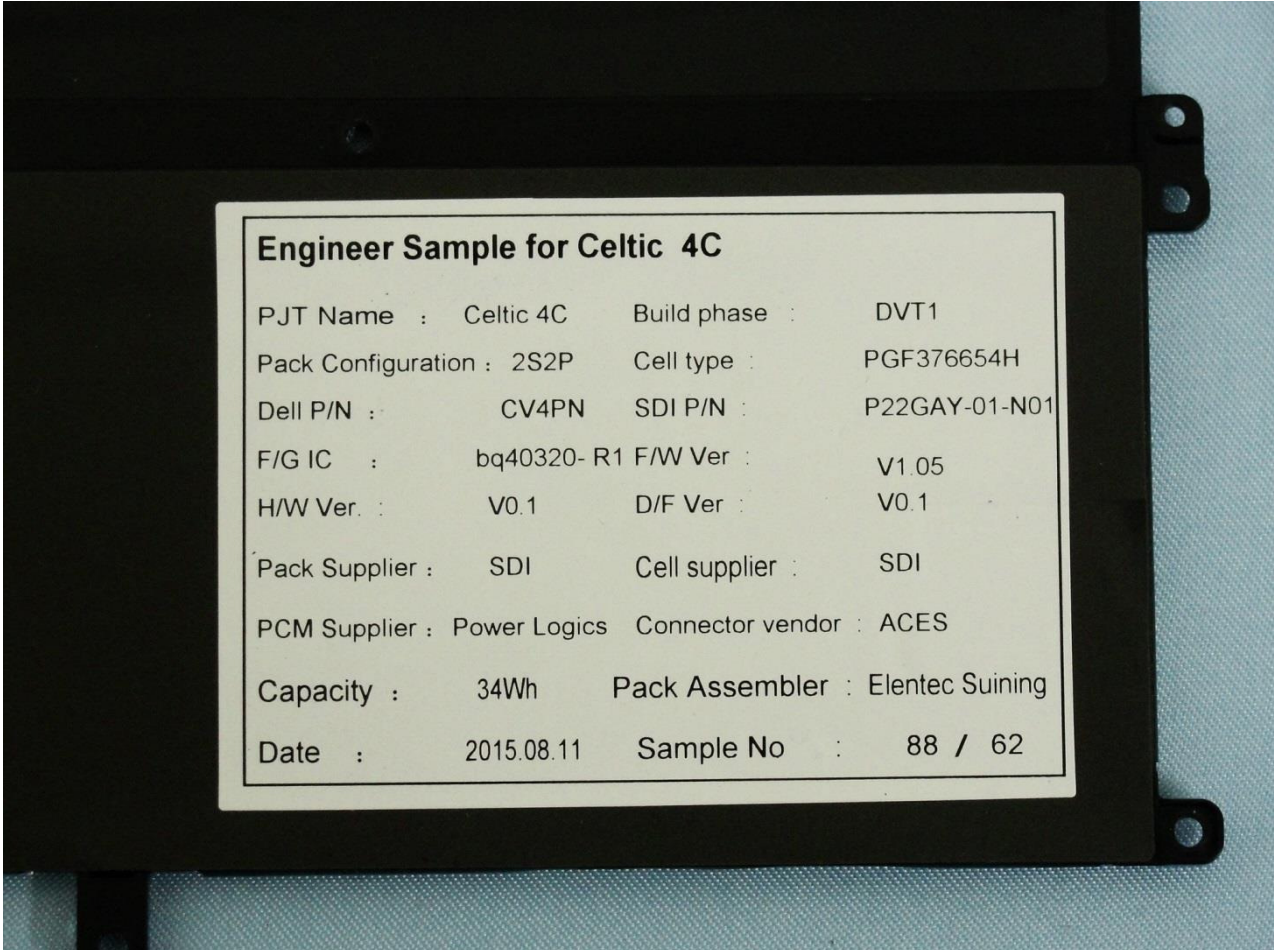 Engineer Sample for Celtic 4C
PJT Name : Celtic 4C Build phase : DVT1
Pack Configuration : 2S2P Cell type : PGF376654H
Dell P/N : CV4PN SDI P/N : P22GAY-01-N01
F/G IC : bq40320- R1 F/W Ver : V1.05
H/W Ver. : V0.1 D/F Ver : V0.1
Pack Supplier : SDI Cell supplier : SDI
PCM Supplier : Power Logics Connector vendor : ACES
Capacity : 34Wh Pack Assembler : Elentec Suining
Date : 2015.08.11 Sample No : 88 / 62